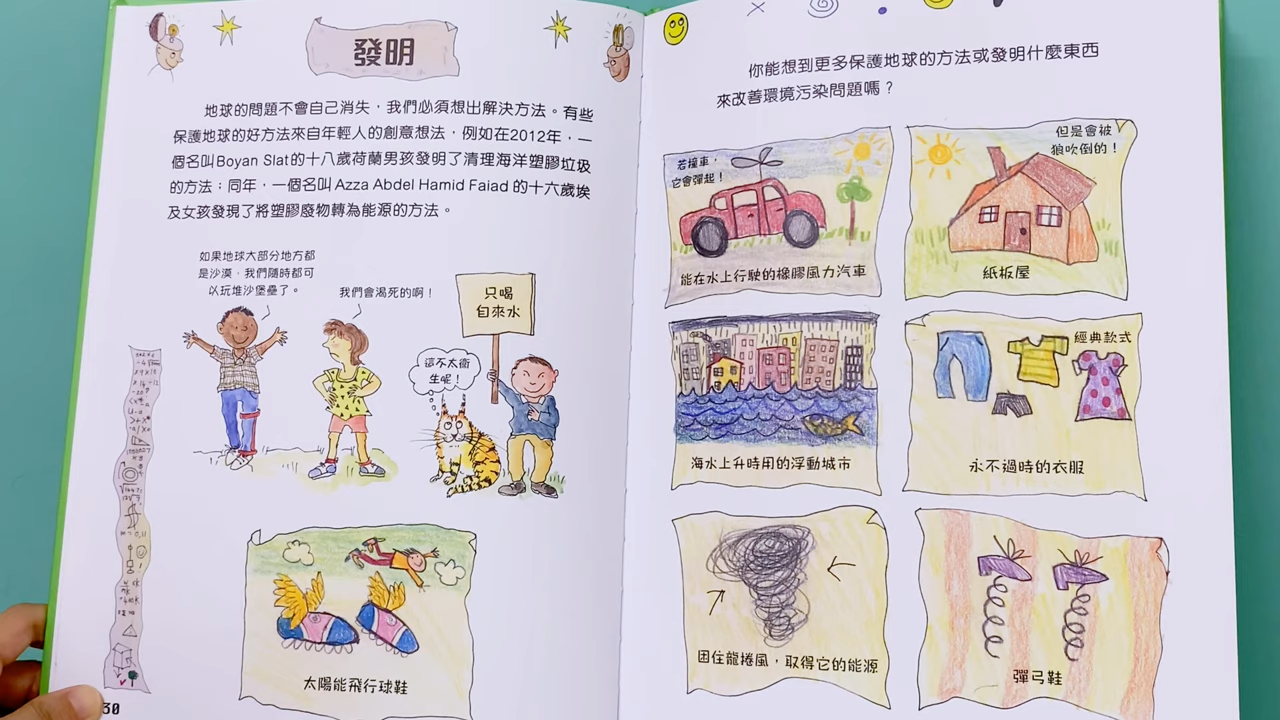 發明
地球的問題不會自己消失，我們必須想出解決方法。有些
保護地球的好方法來自年輕人的創意想法，例如在2012年，一
個名叫Boyan Slat的十八歲荷蘭男孩發明了清理海洋塑膠垃圾
的方法；同年，一個名叫Azza Abdel Hamid Faiad 的十六歲埃
及女孩發現了將塑膠廢物轉為能源的方法。
如果地球大部分地方都
是沙漠，我們隨時都可
以玩堆沙堡壘了。
我們會渴死的啊！
只喝
自來水
這不太衞
生呢！
太陽能飛行球鞋
30
你能想到更多保護地球的方法或發明什麼東西
來改善環境污染問題嗎？
若撞車，
它會彈起！
能在水上行駛的橡膠風力汽車
但是會被
狼吹倒的！
紙板屋
海水上升時用的浮動城市
經典款式
永不過時的衣服
困住龍捲風，取得它的能源
彈弓鞋